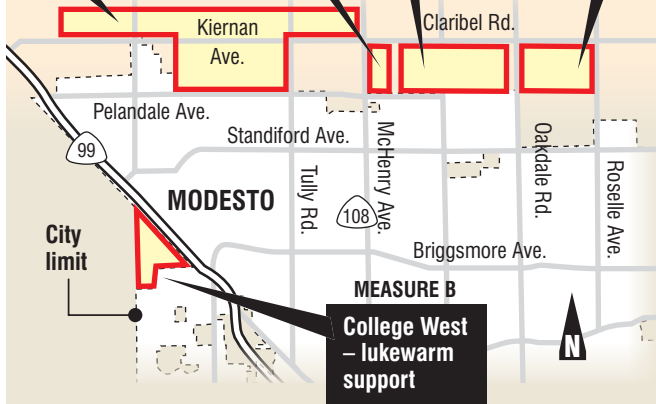 Kiernan
Ave.
Claribel Rd.
Pelandale Ave.
Standiford Ave.
99
MODESTO
Tully Rd.
McHenry Ave.
108
Oakdale Rd.
Roselle Ave.
City
limit
Briggsmore Ave.
MEASURE B
College West
– lukewarm
support
N